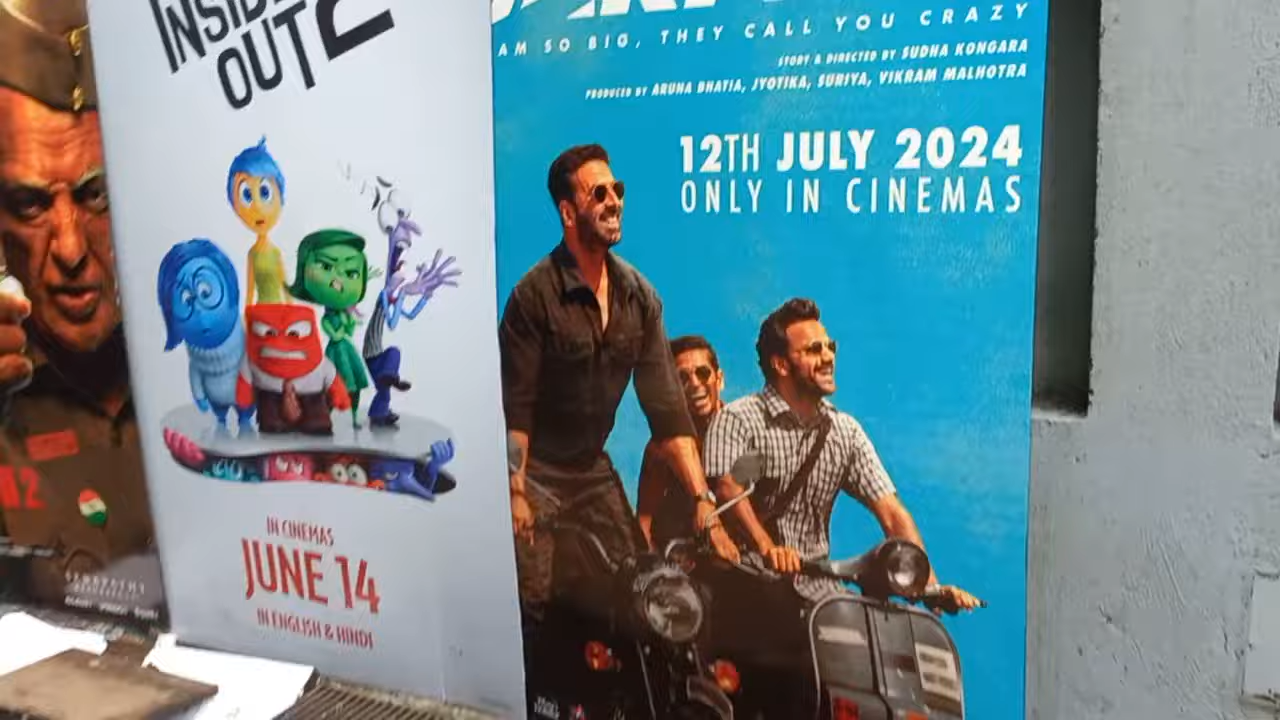 INSIDE
OUT 2
IN CINEMAS
JUNE 14
IN ENGLISH & HINDI
AM SO BIG, THEY CALL YOU CRAZY
STORY & DIRECTED BY SUDHA KONGARA
PRODUCED BY ARUNA BHATIA, JYOTIKA, SURIYA, VIKRAM MALHOTRA
12TH JULY 2024
ONLY IN CINEMAS